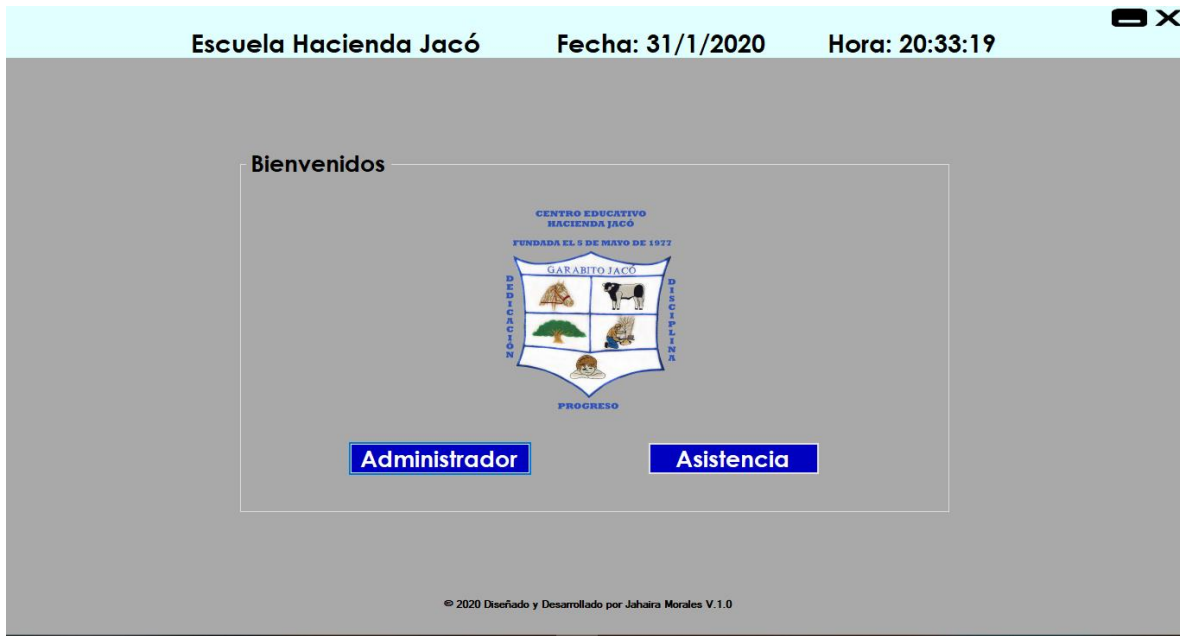 Escuela Hacienda Jacó Fecha: 31/1/2020 Hora: 20:33:19
Bienvenidos
CENTRO EDUCATIVO
HACIENDA JACÓ
FUNDADA EL 5 DE MAYO DE 1977
GARABITO JACÓ
DEDICACIÓN
DISCIPLINA
PROGRESO
Administrador Asistencia
© 2020 Diseñado y Desarrollado por Jahaira Morales V.1.0